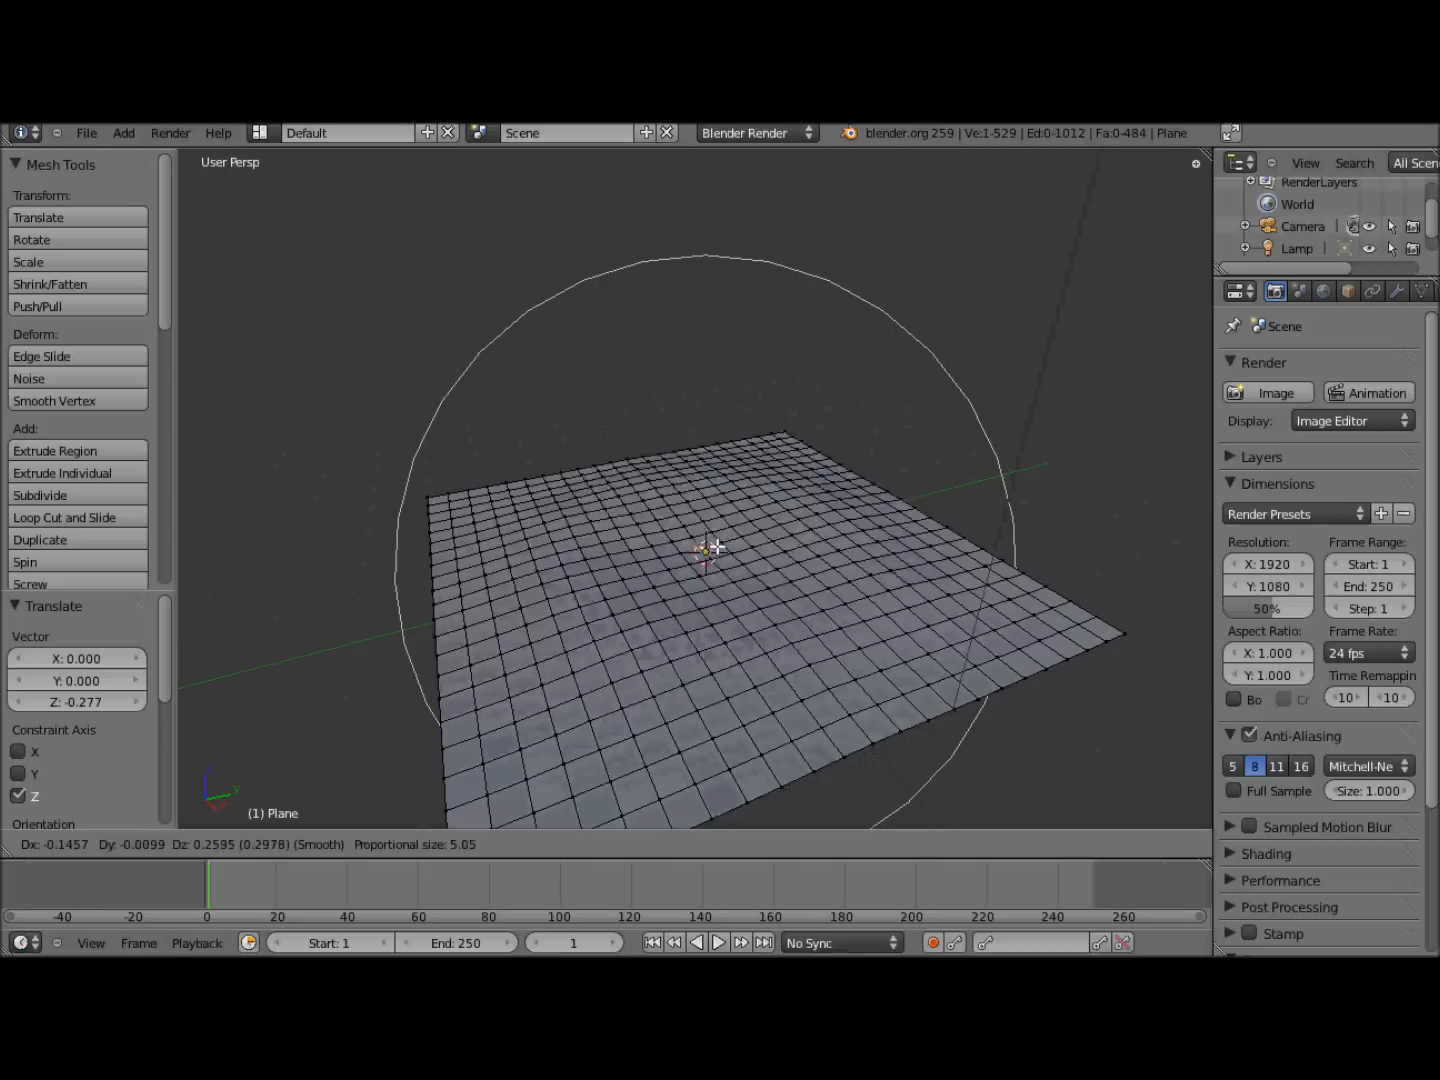 File Add Render Help Default Scene Blender Render blender.org 259 | Ve:1-529 | Ed:0-1012 | Fa:0-484 | Plane
Mesh Tools
Transform:
Translate
Rotate
Scale
Shrink/Fatten
Push/Pull
Deform:
Edge Slide
Noise
Smooth Vertex
Add:
Extrude Region
Extrude Individual
Subdivide
Loop Cut and Slide
Duplicate
Spin
Screw
Translate
Vector
X: 0.000
Y: 0.000
Z: -0.277
Constraint Axis
X
Y
Z
Orientation
User Persp
(1) Plane
Dx: -0.1457 Dy: -0.0099 Dz: 0.2595 (0.2978) (Smooth) Proportional size: 5.05
-40 -20 0 20 40 60 80 100 120 140 160 180 200 220 240 260
View Frame Playback Start: 1 End: 250 1 No Sync
View Search All Scen
RenderLayers
World
Camera
Lamp
Scene
Render
Image Animation
Display: Image Editor
Layers
Dimensions
Render Presets
Resolution: Frame Range:
X: 1920 Start: 1
Y: 1080 End: 250
50% Step: 1
Aspect Ratio: Frame Rate:
X: 1.000 24 fps
Y: 1.000 Time Remappin
Bo Cr 10 10
Anti-Aliasing
5 8 11 16 Mitchell-Ne
Full Sample Size: 1.000
Sampled Motion Blur
Shading
Performance
Post Processing
Stamp